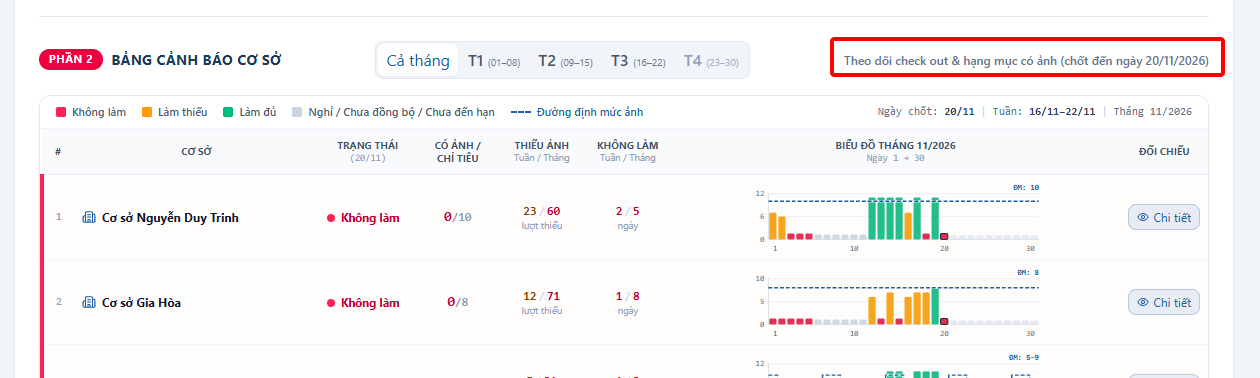 PHẦN 2 BẢNG CẢNH BÁO CƠ SỞ Cả tháng T1 (01–08) T2 (09–15) T3 (16–22) T4 (23–30) Theo dõi check out & hạng mục có ảnh (chốt đến ngày 20/11/2026)
Không làm Làm thiếu Làm đủ Nghỉ / Chưa đồng bộ / Chưa đến hạn Đường định mức ảnh Ngày chốt: 20/11 | Tuần: 16/11–22/11 | Tháng 11/2026
# CƠ SỞ TRẠNG THÁI (20/11) CÓ ẢNH / CHỈ TIÊU THIẾU ẢNH Tuần / Tháng KHÔNG LÀM Tuần / Tháng BIỂU ĐỒ THÁNG 11/2026 Ngày 1 → 30 ĐỐI CHIẾU
ĐM: 10
12
6
0
1 10 20 30
1 Cơ sở Nguyễn Duy Trinh Không làm 0/10 23 / 60 lượt thiếu 2 / 5 ngày Chi tiết
ĐM: 8
10
5
0
1 10 20 30
2 Cơ sở Gia Hòa Không làm 0/8 12 / 71 lượt thiếu 1 / 8 ngày Chi tiết
ĐM: 5–9
12